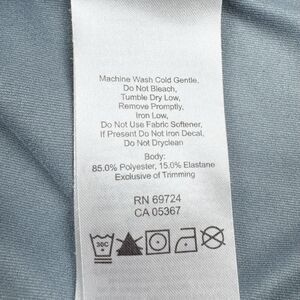 Machine Wash Cold Gentle,
Do Not Bleach,
Tumble Dry Low,
Remove Promptly,
Iron Low,
Do Not Use Fabric Softener,
If Present Do Not Iron Decal,
Do Not Dryclean
Body:
85.0% Polyester, 15.0% Elastane
Exclusive of Trimming
RN 69724
CA 05367
30C